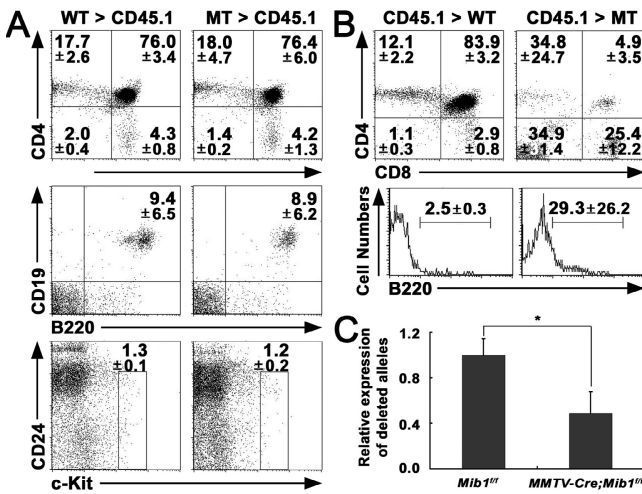 A
WT > CD45.1 MT > CD45.1
17.7 ±2.6 76.0 ±3.4 18.0 ±4.7 76.4 ±6.0
2.0 ±0.4 4.3 ±0.8 1.4 ±0.2 4.2 ±1.3
CD4
9.4 ±6.5 8.9 ±6.2
CD19
B220
1.3 ±0.1 1.2 ±0.2
CD24
c-Kit
B
CD45.1 > WT CD45.1 > MT
12.1 ±2.2 83.9 ±3.2 34.8 ±24.7 4.9 ±3.5
1.1 ±0.3 2.9 ±0.8 34.9 25.4 ±12.2
CD4
CD8
2.5±0.3 29.3±26.2
Cell Numbers
B220
C
*
Relative expression
of deleted alleles
1.2
0.8
0.4
0.0
Mib1f/f MMTV-Cre;Mib1f/f